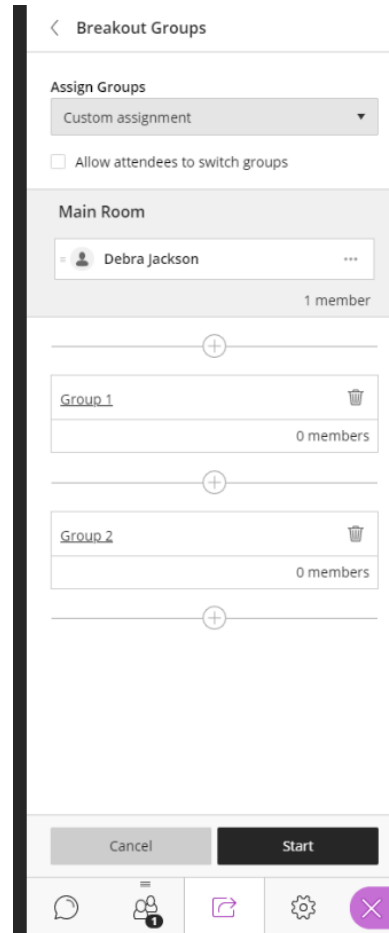 Breakout Groups
Assign Groups
Custom assignment
Allow attendees to switch groups
Main Room
Debra Jackson
1 member
Group 1
0 members
Group 2
0 members
Cancel Start
1